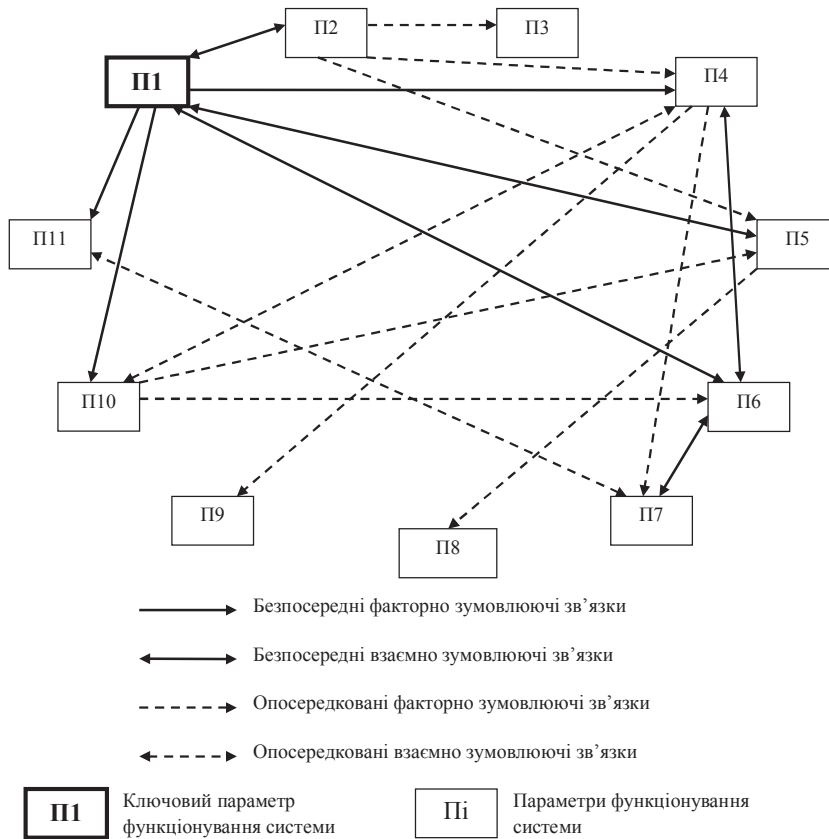 П2
П3
П1
П4
П11
П5
П10
П6
П9
П7
П8
Безпосередні факторно зумовлюючі зв’язки
Безпосередні взаємно зумовлюючі зв’язки
Опосередковані факторно зумовлюючі зв’язки
Опосередковані взаємно зумовлюючі зв’язки
П1
Ключовий параметр
функціонування системи
Пі
Параметри функціонування
системи